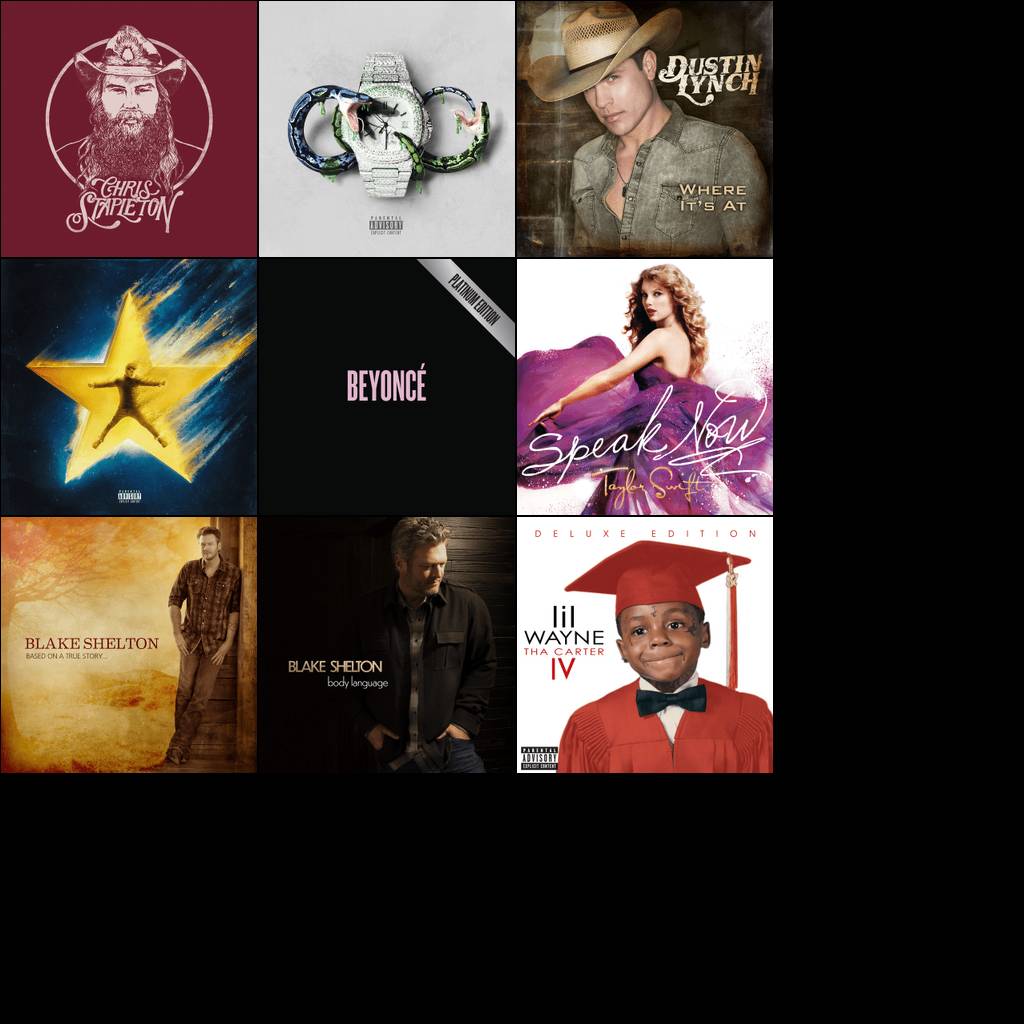 CHRIS
STAPLETON
PARENTAL
ADVISORY
EXPLICIT CONTENT
DUSTIN
LYNCH
WHERE
IT'S AT
PARENTAL
ADVISORY
EXPLICIT CONTENT
PLATINUM EDITION
BEYONCÉ
Speak Now
Taylor Swift
BLAKE SHELTON
BASED ON A TRUE STORY...
BLAKE SHELTON
body language
DELUXE EDITION
lil
WAYNE
THA CARTER
IV
PARENTAL
ADVISORY
EXPLICIT CONTENT